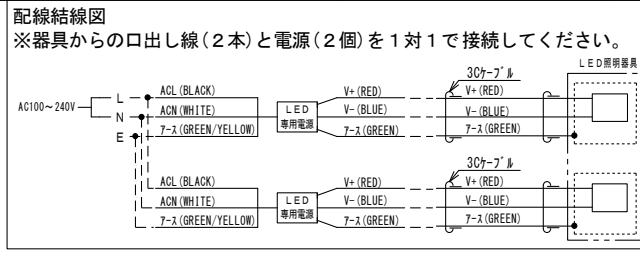 配線結線図
※器具からの口出し線(2本)と電源(2個)を1対1で接続してください。
LED照明器具
3Cケーブル
AC100~240V
L
ACL(BLACK)
V+(RED)
V+(RED)
N
ACN(WHITE)
LED
専用電源
V-(BLUE)
V-(BLUE)
E
アース(GREEN/YELLOW)
アース(GREEN)
アース(GREEN)
3Cケーブル
ACL(BLACK)
V+(RED)
V+(RED)
ACN(WHITE)
LED
専用電源
V-(BLUE)
V-(BLUE)
アース(GREEN/YELLOW)
アース(GREEN)
アース(GREEN)